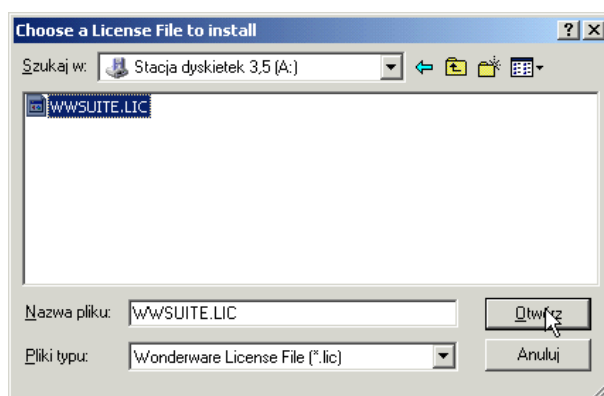 Choose a License File to install
Szukaj w: Stacja dyskietek 3,5 (A:)
WWSUITE.LIC
Nazwa pliku: WWSUITE.LIC Otwórz
Pliki typu: Wonderware License File (*.lic) Anuluj